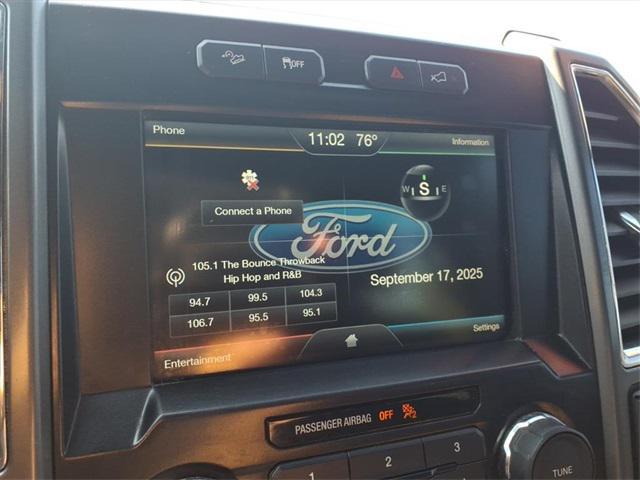 OFF
Phone
11:02 76°
Information
W S E
Connect a Phone
Ford
105.1 The Bounce Throwback
Hip Hop and R&B
September 17, 2025
94.7 99.5 104.3
106.7 95.5 95.1
Entertainment
Settings
PASSENGER AIRBAG OFF 2
1 2 3
TUNE